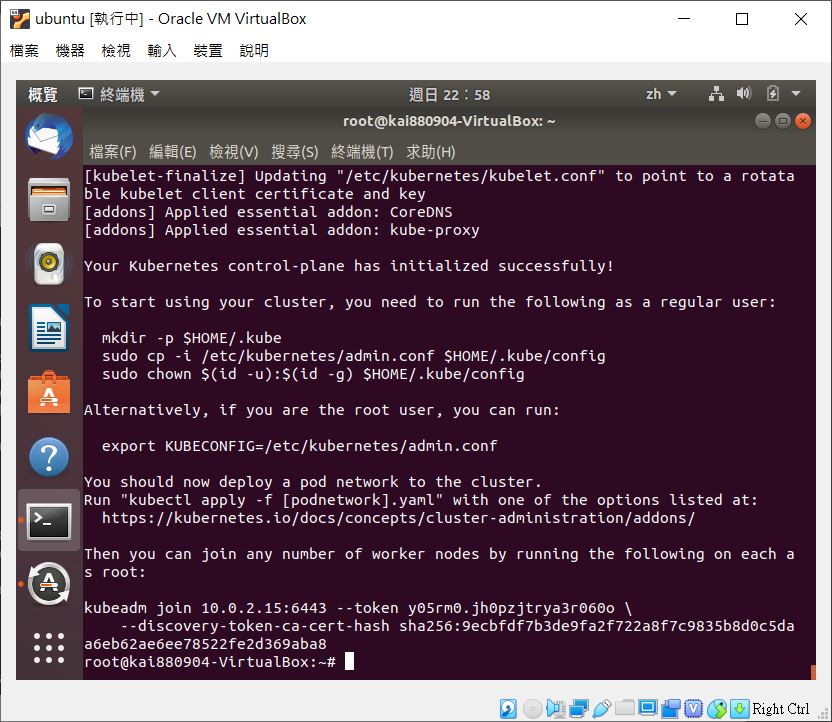 ubuntu [執行中] - Oracle VM VirtualBox
檔案 機器 檢視 輸入 裝置 說明
概覽 終端機 週日 22：58 zh
root@kai880904-VirtualBox: ~
檔案(F) 編輯(E) 檢視(V) 搜尋(S) 終端機(T) 求助(H)
[kubelet-finalize] Updating "/etc/kubernetes/kubelet.conf" to point to a rotata
ble kubelet client certificate and key
[addons] Applied essential addon: CoreDNS
[addons] Applied essential addon: kube-proxy
Your Kubernetes control-plane has initialized successfully!
To start using your cluster, you need to run the following as a regular user:
mkdir -p $HOME/.kube
sudo cp -i /etc/kubernetes/admin.conf $HOME/.kube/config
sudo chown $(id -u):$(id -g) $HOME/.kube/config
Alternatively, if you are the root user, you can run:
export KUBECONFIG=/etc/kubernetes/admin.conf
You should now deploy a pod network to the cluster.
Run "kubectl apply -f [podnetwork].yaml" with one of the options listed at:
https://kubernetes.io/docs/concepts/cluster-administration/addons/
Then you can join any number of worker nodes by running the following on each a
s root:
kubeadm join 10.0.2.15:6443 --token y05rm0.jh0pzjtrya3r060o \
--discovery-token-ca-cert-hash sha256:9ecbfdf7b3de9fa2f722a8f7c9835b8d0c5da
a6eb62ae6ee78522fe2d369aba8
root@kai880904-VirtualBox:~#
Right Ctrl